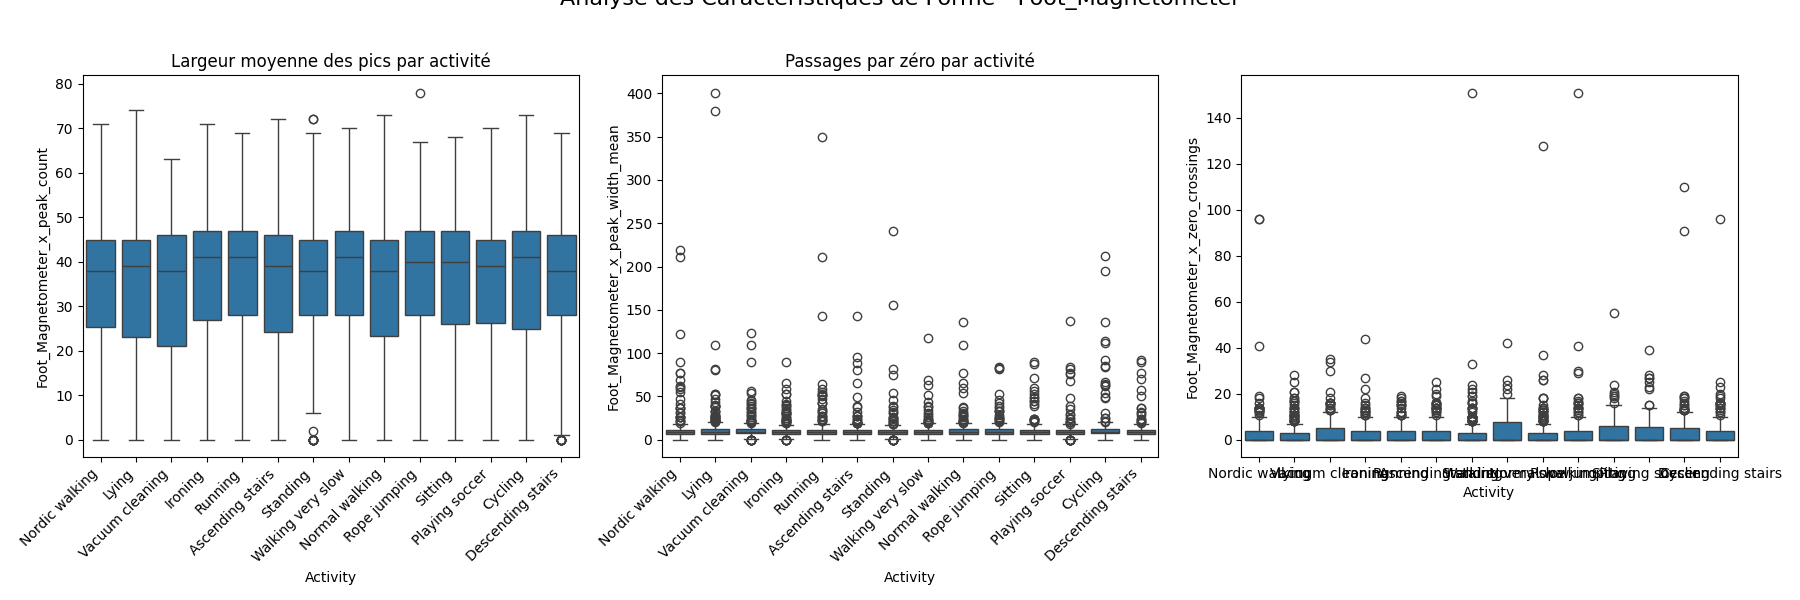 Analyse des Caractéristiques de Forme - Foot_Magnetometer
Largeur moyenne des pics par activité
Foot_Magnetometer_x_peak_count
80
70
60
50
40
30
20
10
0
Nordic walking
Lying
Vacuum cleaning
Ironing
Running
Ascending stairs
Standing
Walking very slow
Normal walking
Rope jumping
Sitting
Playing soccer
Cycling
Descending stairs
Activity
Passages par zéro par activité
Foot_Magnetometer_x_peak_width_mean
400
350
300
250
200
150
100
50
0
Nordic walking
Lying
Vacuum cleaning
Ironing
Running
Ascending stairs
Standing
Walking very slow
Normal walking
Rope jumping
Sitting
Playing soccer
Cycling
Descending stairs
Activity
Foot_Magnetometer_x_zero_crossings
140
120
100
80
60
40
20
0
Nordic walking
Descending stairs
Activity